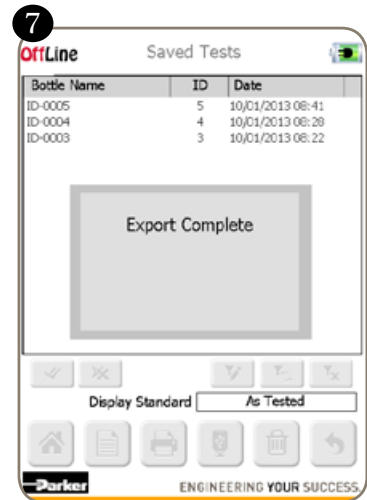 7
OffLine Saved Tests
Bottle Name ID Date
ID-0005 5 10/01/2013 08:41
ID-0004 4 10/01/2013 08:28
ID-0003 3 10/01/2013 08:22
Export Complete
Display Standard As Tested
Parker ENGINEERING YOUR SUCCESS.